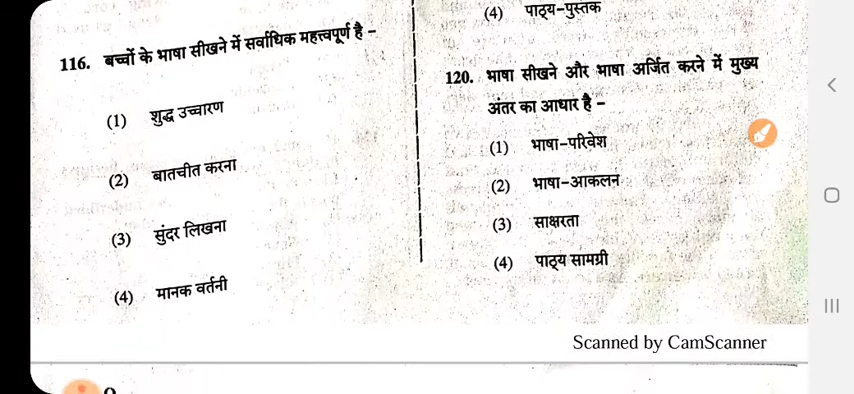 116. बच्चों के भाषा सीखने में सर्वाधिक महत्त्वपूर्ण है –
(1) शुद्ध उच्चारण
(2) बातचीत करना
(3) सुंदर लिखना
(4) मानक वर्तनी
(4) पाठ्य-पुस्तक
120. भाषा सीखने और भाषा अर्जित करने में मुख्य
अंतर का आधार है –
(1) भाषा-परिवेश
(2) भाषा-आकलन
(3) साक्षरता
(4) पाठ्य सामग्री
Scanned by CamScanner